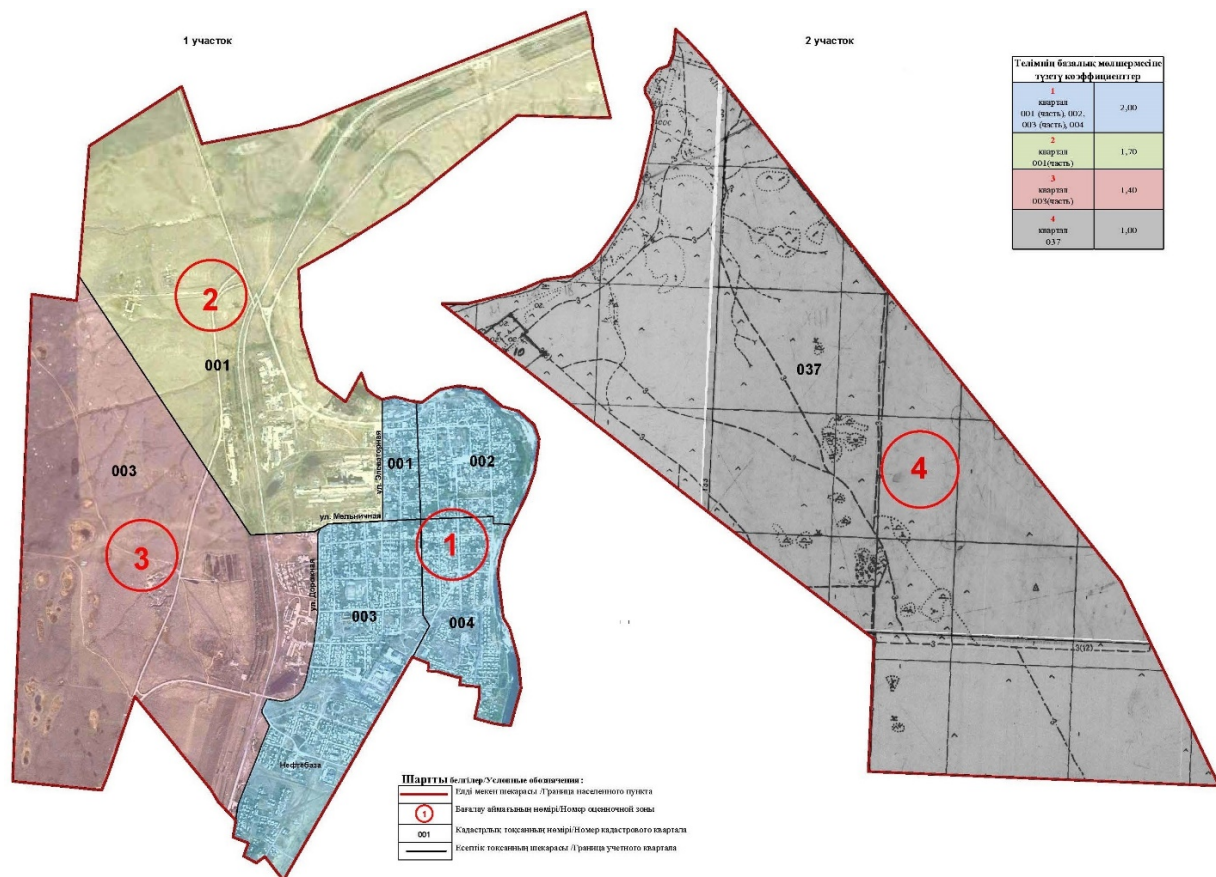 1 участок
2 участок
Телімнің базалық мөлшермесіне
түзету коэффициенттер
1
квартал
001 (часть), 002,
003 (часть), 004
2,00
2
квартал
001(часть)
1,70
3
квартал
003(часть)
1,40
4
квартал
037
1,00
2
001
037
003
ул. Элеваторная
001
002
4
ул. Мельничная
3
1
ул. Дорожная
003
004
3(12)
Нефтебаза
Шартты белгілер/Условные обозначения:
Елді мекен шекарасы /Граница населенного пункта
1
Бағалау аймағының нөмірі/Номер оценочной зоны
001
Кадастрлық тоқсанның нөмірі/Номер кадастрового квартала
Есептік тоқсанның шекарасы /Граница учетного квартала